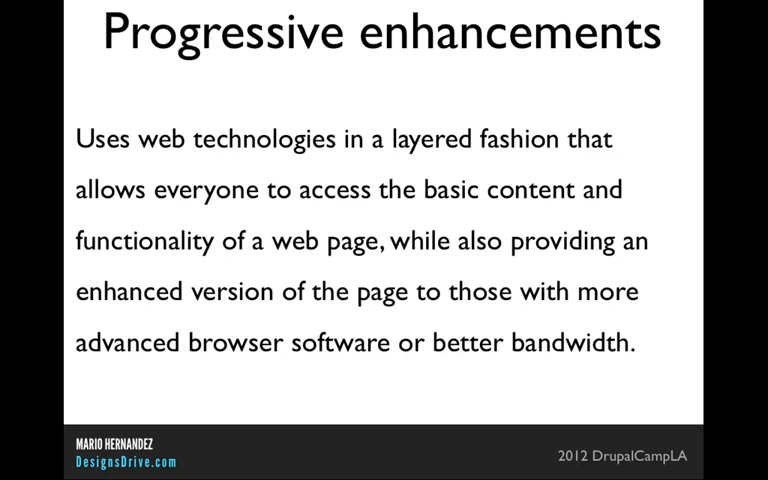 Progressive enhancements
Uses web technologies in a layered fashion that
allows everyone to access the basic content and
functionality of a web page, while also providing an
enhanced version of the page to those with more
advanced browser software or better bandwidth.
MARIO HERNANDEZ
DesignsDrive.com
2012 DrupalCampLA